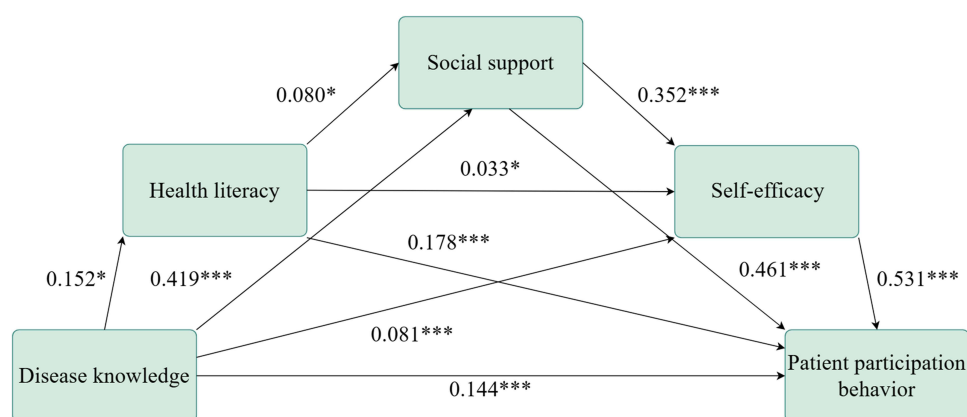 Social support
0.080*
0.352***
Health literacy
0.033*
Self-efficacy
0.178***
0.152*
0.419***
0.461***
0.531***
0.081***
Disease knowledge
0.144***
Patient participation
behavior